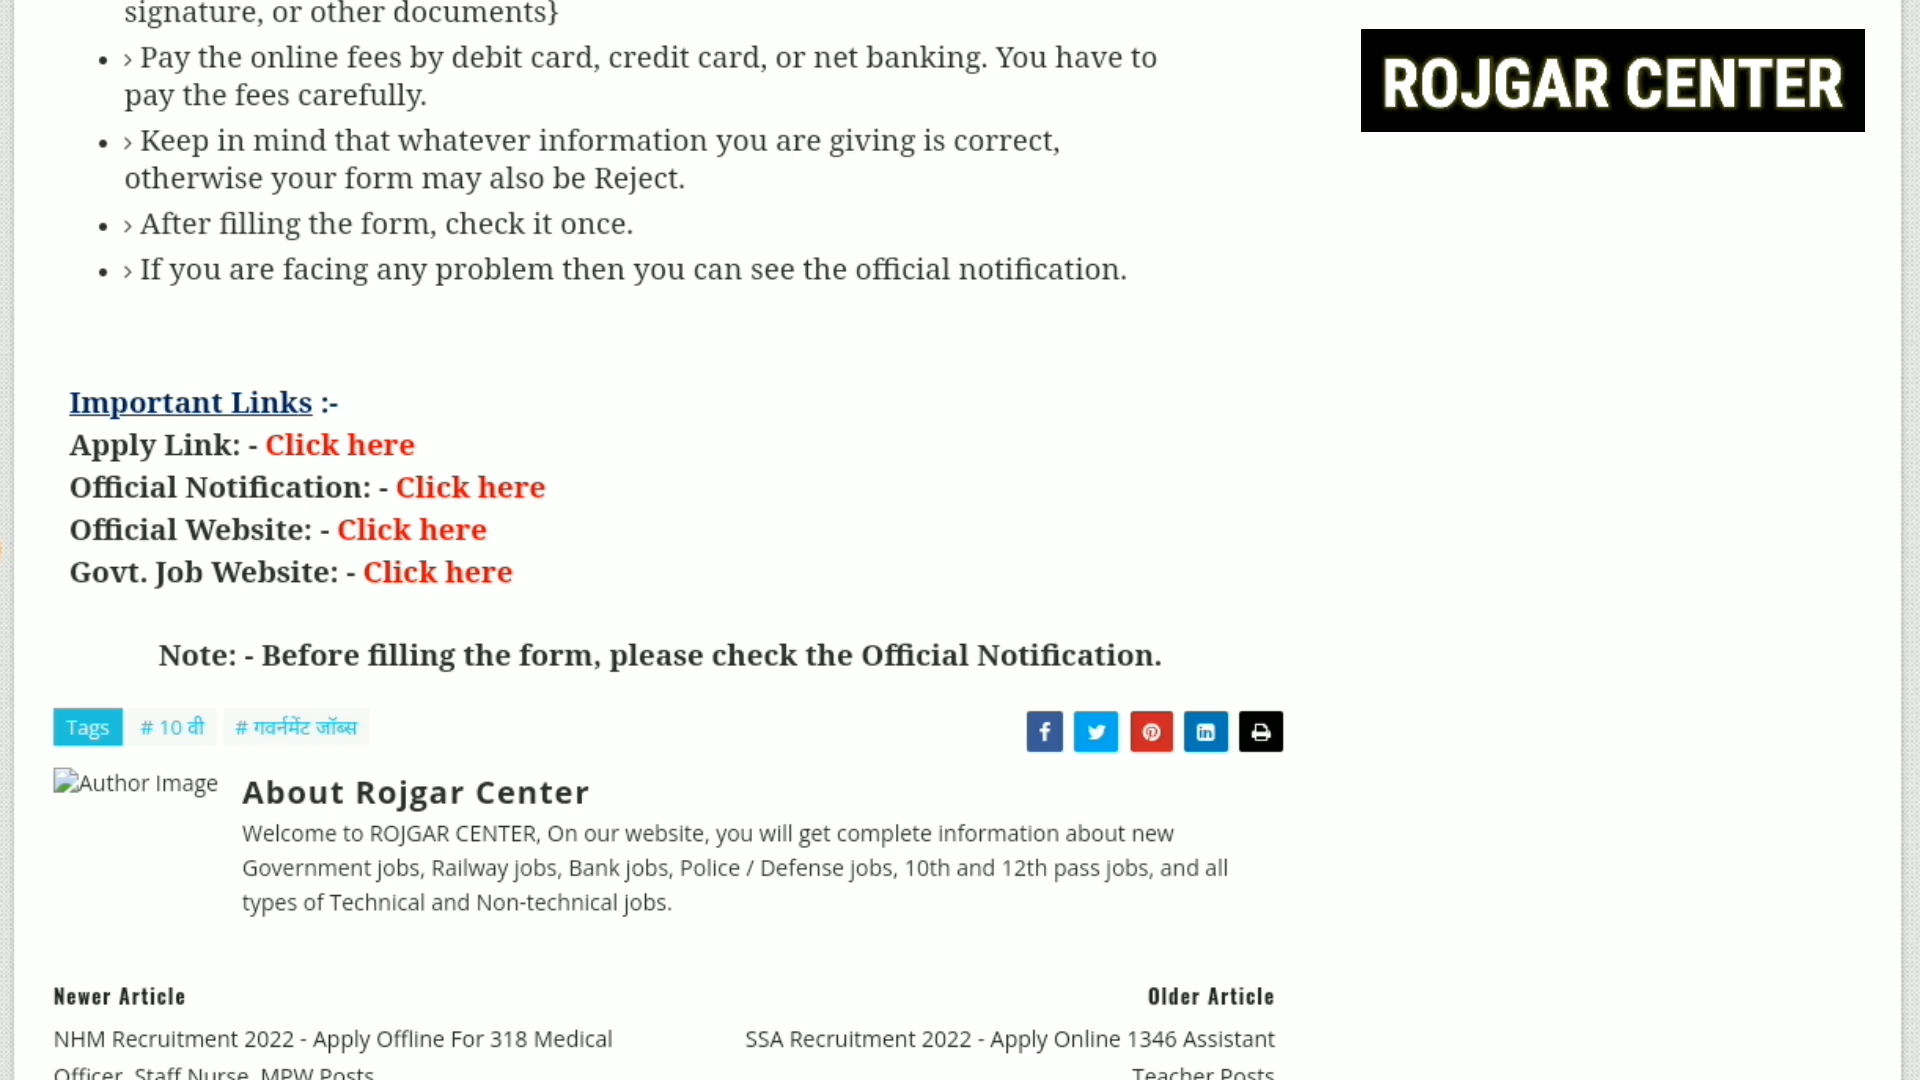 signature, or other documents}
• › Pay the online fees by debit card, credit card, or net banking. You have to
pay the fees carefully.
• › Keep in mind that whatever information you are giving is correct,
otherwise your form may also be Reject.
• › After filling the form, check it once.
• › If you are facing any problem then you can see the official notification.
ROJGAR CENTER
Important Links :-
Apply Link: - Click here
Official Notification: - Click here
Official Website: - Click here
Govt. Job Website: - Click here
Note: - Before filling the form, please check the Official Notification.
Tags # 10 वी # गवर्नमेंट जॉब्स
Author Image
About Rojgar Center
Welcome to ROJGAR CENTER, On our website, you will get complete information about new
Government jobs, Railway jobs, Bank jobs, Police / Defense jobs, 10th and 12th pass jobs, and all
types of Technical and Non-technical jobs.
Newer Article
NHM Recruitment 2022 - Apply Offline For 318 Medical
Officer, Staff Nurse, MPW Posts
Older Article
SSA Recruitment 2022 - Apply Online 1346 Assistant
Teacher Posts